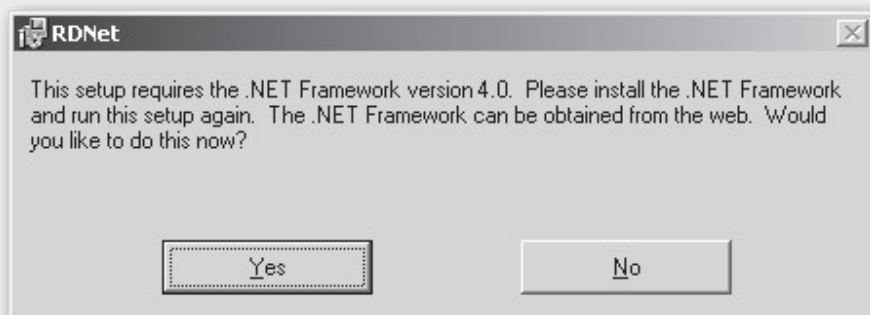 RDNet
This setup requires the .NET Framework version 4.0.  Please install the .NET Framework
and run this setup again.  The .NET Framework can be obtained from the web.  Would
you like to do this now?
Yes
No